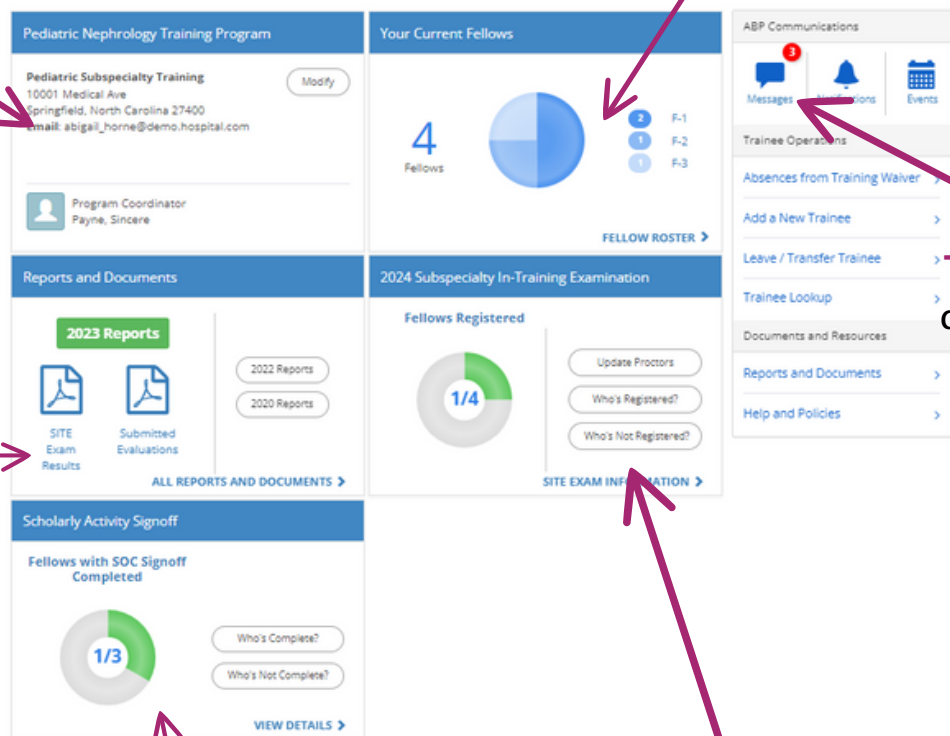 Pediatric Nephrology Training Program
Pediatric Subspecialty Training
Modify
10001 Medical Ave
Springfield, North Carolina 27400
Email: abigail_horne@demo.hospital.com
Program Coordinator
Payne, Sincere
Your Current Fellows
4
Fellows
2 F-1
1 F-2
1 F-3
FELLOW ROSTER
ABP Communications
3
Messages Notifications Events
Trainee Operations
Absences from Training Waiver
Add a New Trainee
Leave / Transfer Trainee
Trainee Lookup
Documents and Resources
Reports and Documents
Help and Policies
Reports and Documents
2023 Reports
SITE
Exam
Results
Submitted
Evaluations
2022 Reports
2020 Reports
ALL REPORTS AND DOCUMENTS
2024 Subspecialty In-Training Examination
Fellows Registered
1/4
Update Proctors
Who's Registered?
Who's Not Registered?
SITE EXAM INFORMATION
Scholarly Activity Signoff
Fellows with SOC Signoff
Completed
1/3
Who's Complete?
Who's Not Complete?
VIEW DETAILS